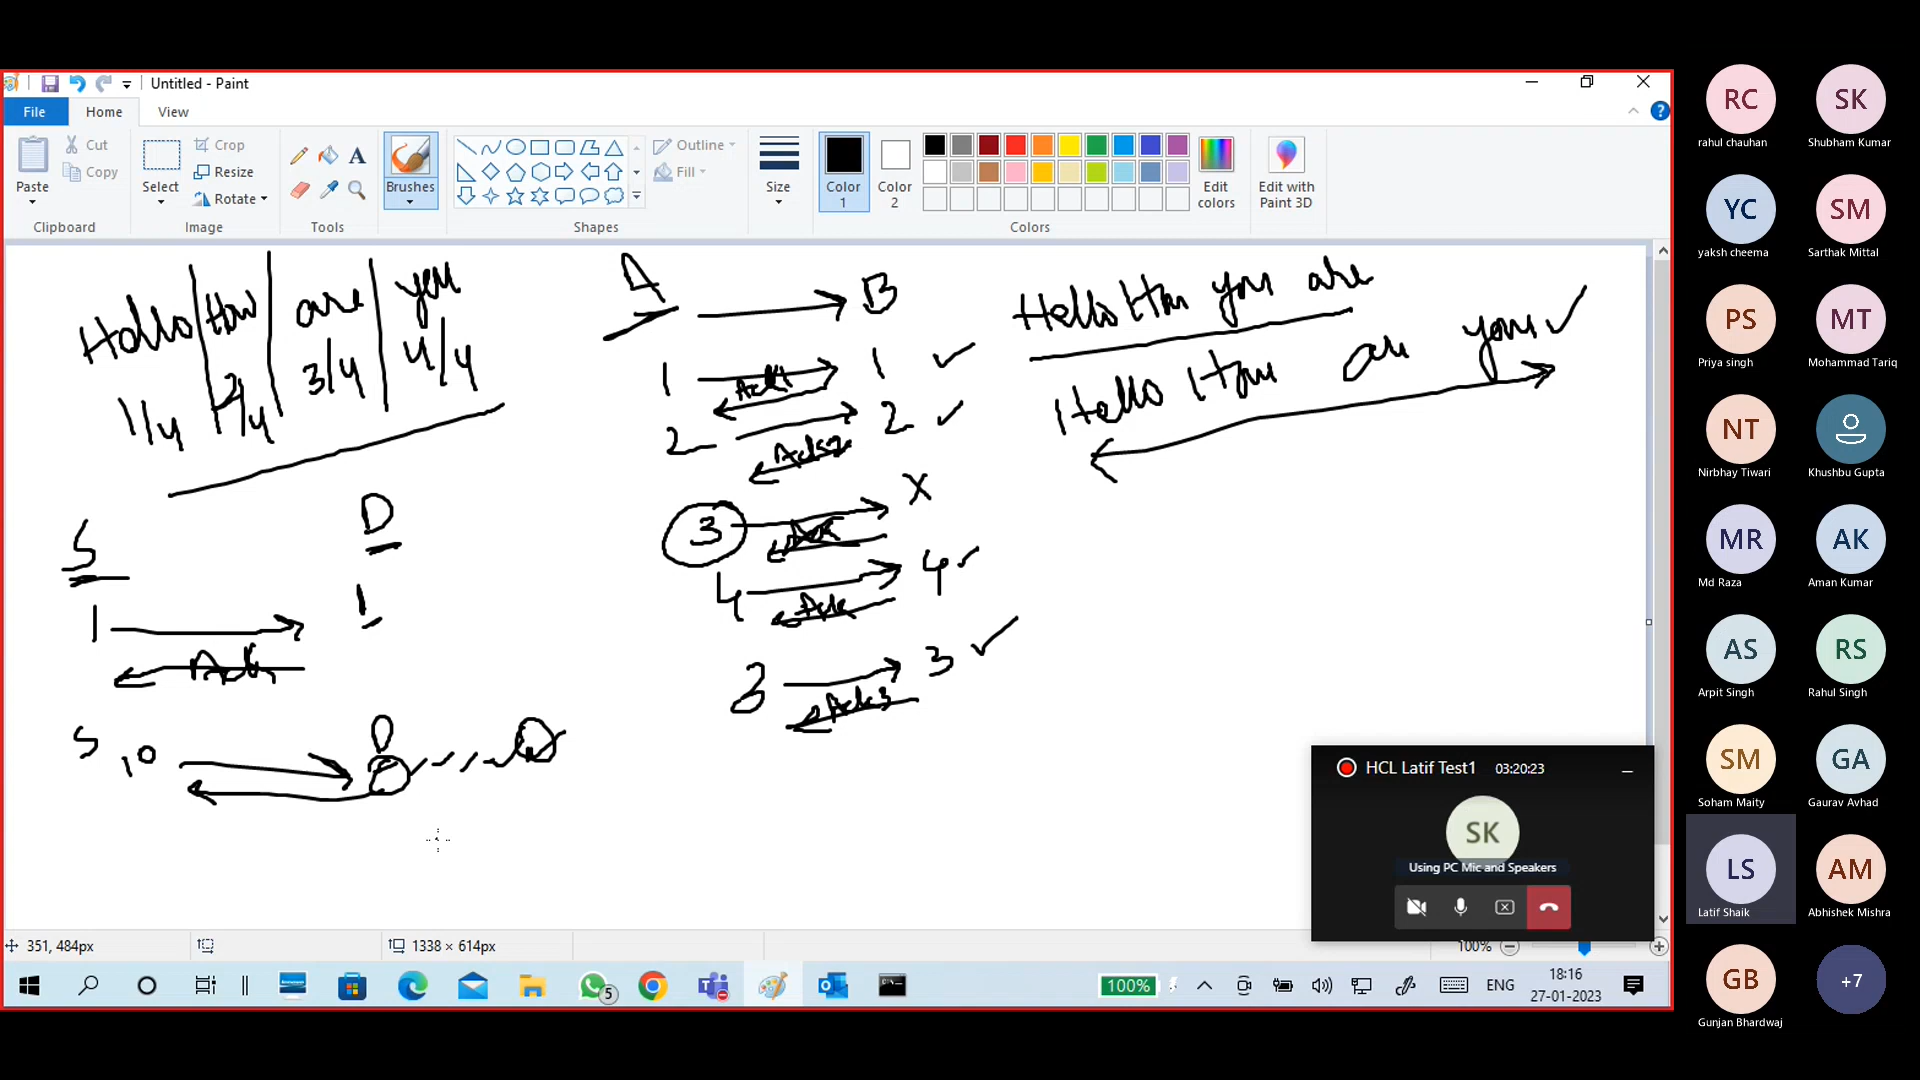 Untitled - Paint
File Home View
Paste
Cut
Copy
Clipboard
Select
Crop
Resize
Rotate
Image
A
Tools
Brushes
Outline
Fill
Shapes
Size
Color 1
Color 2
Edit colors
Edit with Paint 3D
Colors
Hello How are you
1/4 2/4 3/4 4/4
S D
1 1
Ack
S 10 D
A B
1 1
Ack1
2 2
Ack2
3 X
Ack
4 4
Ack
3 3
Ack3
Hello How you are
Hello How are you
HCL Latif Test1 03:20:23
SK
Using PC Mic and Speakers
351, 484px
1338 × 614px
100%
5
100%
ENG
18:16
27-01-2023
RC
rahul chauhan
SK
Shubham Kumar
YC
yaksh cheema
SM
Sarthak Mittal
PS
Priya singh
MT
Mohammad Tariq
NT
Nirbhay Tiwari
Khushbu Gupta
MR
Md Raza
AK
Aman Kumar
AS
Arpit Singh
RS
Rahul Singh
SM
Soham Maity
GA
Gaurav Avhad
LS
Latif Shaik
AM
Abhishek Mishra
GB
Gunjan Bhardwaj
+7